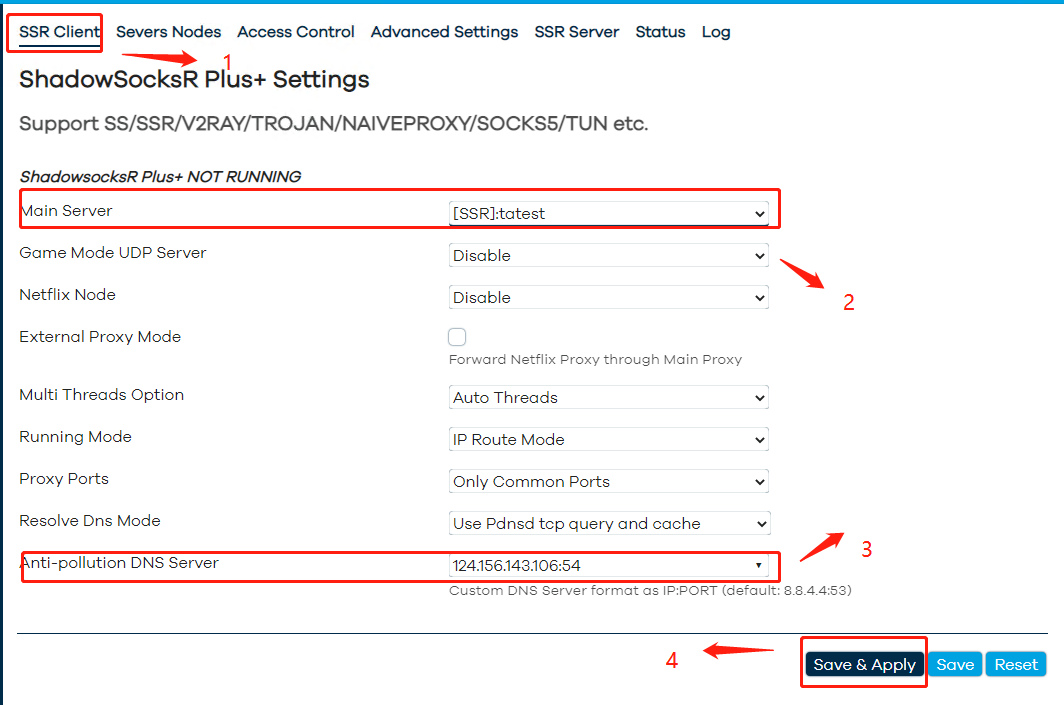 SSR Client Severs Nodes Access Control Advanced Settings SSR Server Status Log
1
ShadowSocksR Plus+ Settings
Support SS/SSR/V2RAY/TROJAN/NAIVEPROXY/SOCKS5/TUN etc.
ShadowsocksR Plus+ NOT RUNNING
Main Server [SSR]:tatest
Game Mode UDP Server Disable
2
Netflix Node Disable
External Proxy Mode
Forward Netflix Proxy through Main Proxy
Multi Threads Option Auto Threads
Running Mode IP Route Mode
Proxy Ports Only Common Ports
Resolve Dns Mode Use Pdnsd tcp query and cache
3
Anti-pollution DNS Server 124.156.143.106:54
Custom DNS Server format as IP:PORT (default: 8.8.4.4:53)
4
Save & Apply Save Reset